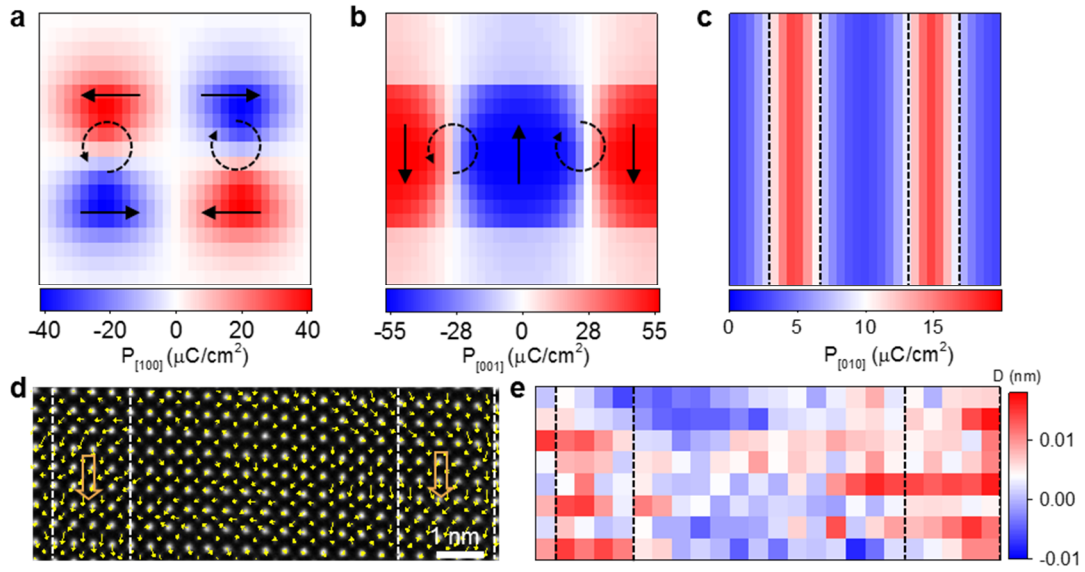 a b c
-40 -20 0 20 40
P[100] (μC/cm²)
-55 -28 0 28 55
P[001] (μC/cm²)
0 5 10 15
P[010] (μC/cm²)
d
1 nm
e
D (nm)
0.01
0.00
-0.01